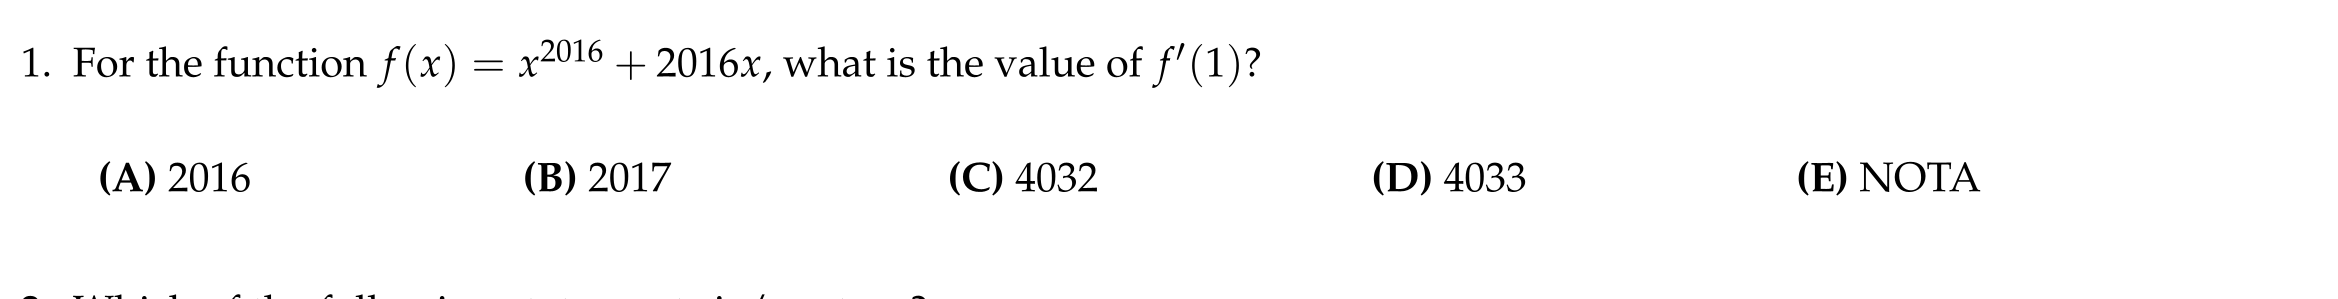 1. For the function f(x) = x^2016 + 2016x, what is the value of f′(1)?
(A) 2016 (B) 2017 (C) 4032 (D) 4033 (E) NOTA